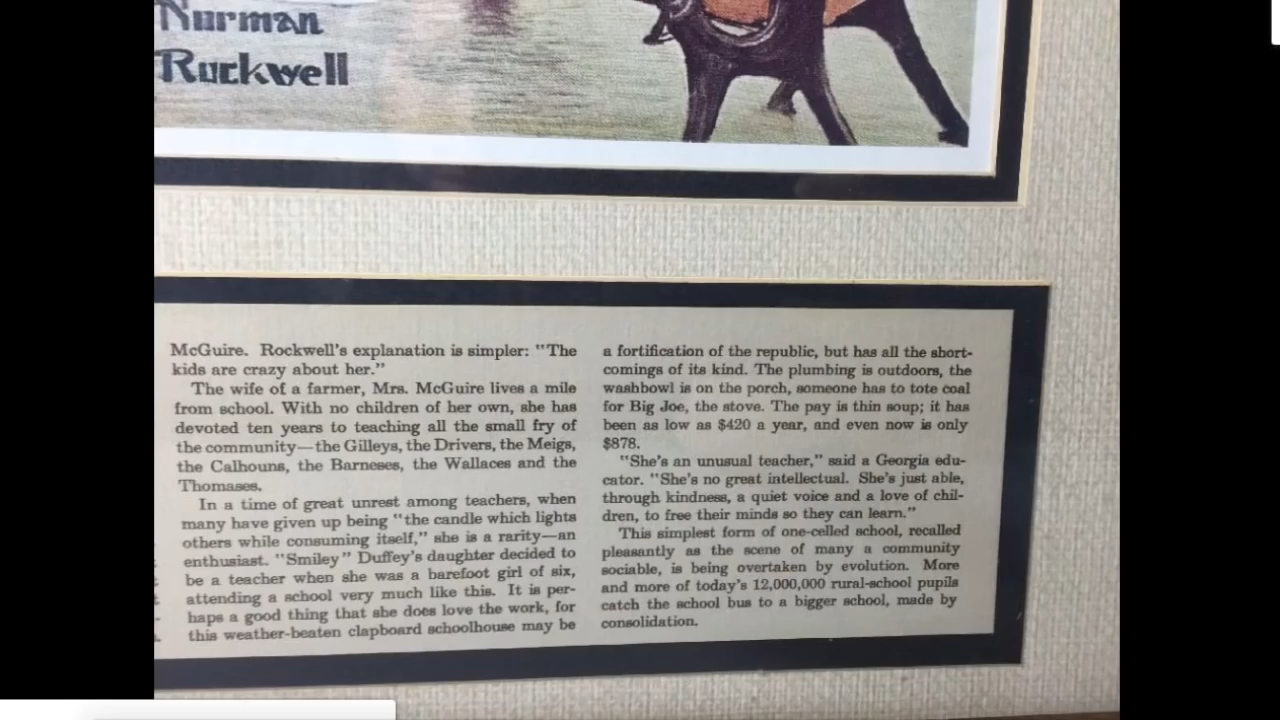 Norman
Rockwell
McGuire. Rockwell's explanation is simpler: "The
kids are crazy about her."
The wife of a farmer, Mrs. McGuire lives a mile
from school. With no children of her own, she has
devoted ten years to teaching all the small fry of
the community—the Gilleys, the Drivers, the Meigs,
the Calhouns, the Barneses, the Wallaces and the
Thomases.
In a time of great unrest among teachers, when
many have given up being "the candle which lights
others while consuming itself," she is a rarity—an
enthusiast. "Smiley" Duffey's daughter decided to
be a teacher when she was a barefoot girl of six,
attending a school very much like this. It is per-
haps a good thing that she does love the work, for
this weather-beaten clapboard schoolhouse may be
a fortification of the republic, but has all the short-
comings of its kind. The plumbing is outdoors, the
washbowl is on the porch, someone has to tote coal
for Big Joe, the stove. The pay is thin soup; it has
been as low as $420 a year, and even now is only
$878.
"She's an unusual teacher," said a Georgia edu-
cator. "She's no great intellectual. She's just able,
through kindness, a quiet voice and a love of chil-
dren, to free their minds so they can learn."
This simplest form of one-celled school, recalled
pleasantly as the scene of many a community
sociable, is being overtaken by evolution. More
and more of today's 12,000,000 rural-school pupils
catch the school bus to a bigger school, made by
consolidation.